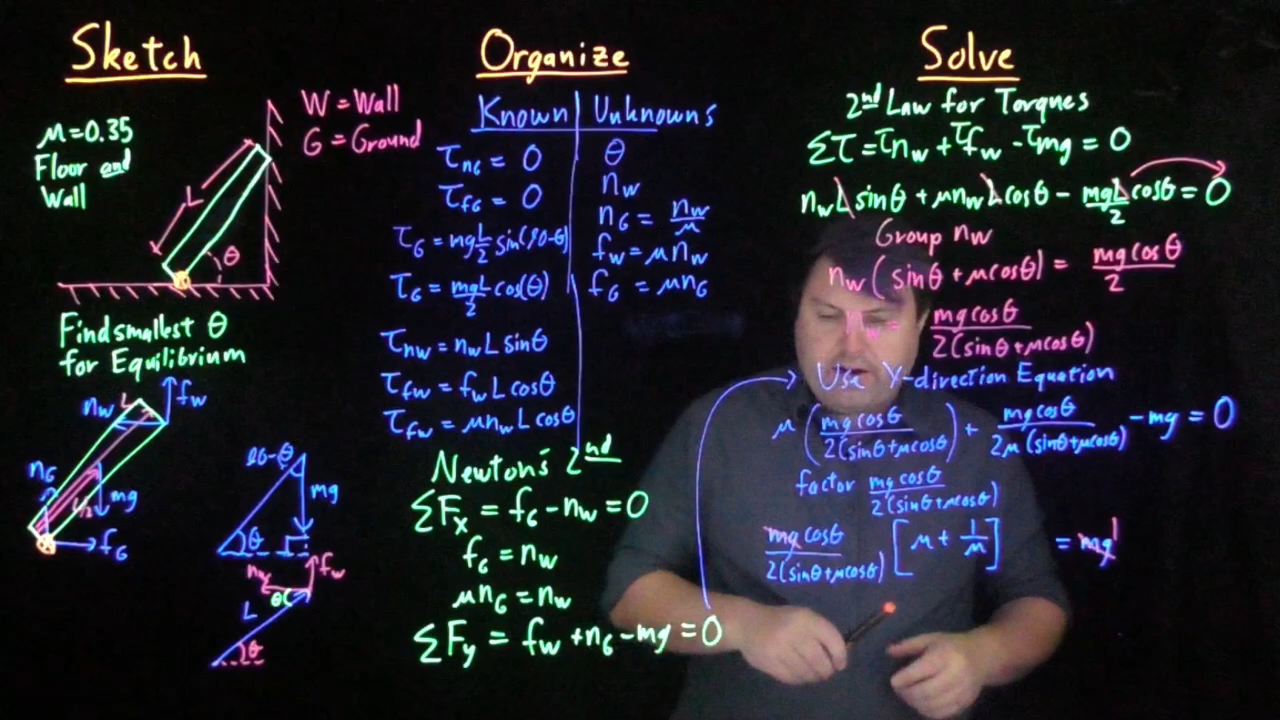 Sketch
μ=0.35
Floor and
Wall
W = Wall
G = Ground
L
θ
Find smallest θ
for Equilibrium
n_w L f_w
n_G
L/2 mg
f_G
90-θ
mg
θ
n_w f_w
θ
L
θ
Organize
Known Unknowns
τ_nG = 0
τ_fG = 0
τ_G = mg L/2 sin(90-θ)
τ_G = mgL/2 cos(θ)
τ_nw = n_w L sinθ
τ_fw = f_w L cosθ
τ_fw = μn_w L cosθ
θ
n_w
n_G = n_w/μ
f_w = μn_w
f_G = μn_G
Newton's 2nd
ΣF_x = f_G - n_w = 0
f_G = n_w
μn_G = n_w
ΣF_y = f_w + n_G - mg = 0
Solve
2nd Law for Torques
Στ = τ_nw + τ_fw - τ_mg = 0
n_w L sinθ + μn_w L cosθ - mgL/2 cosθ = 0
Group n_w
n_w (sinθ + μcosθ) = mg cosθ/2
n_w = mg cosθ/2(sinθ+μcosθ)
Use Y-direction Equation
μ (mg cosθ/2(sinθ+μcosθ)) + mg cosθ/2μ(sinθ+μcosθ) - mg = 0
factor mg cosθ/2(sinθ+μcosθ)
mg cosθ/2(sinθ+μcosθ) [μ + 1/μ] = mg 1